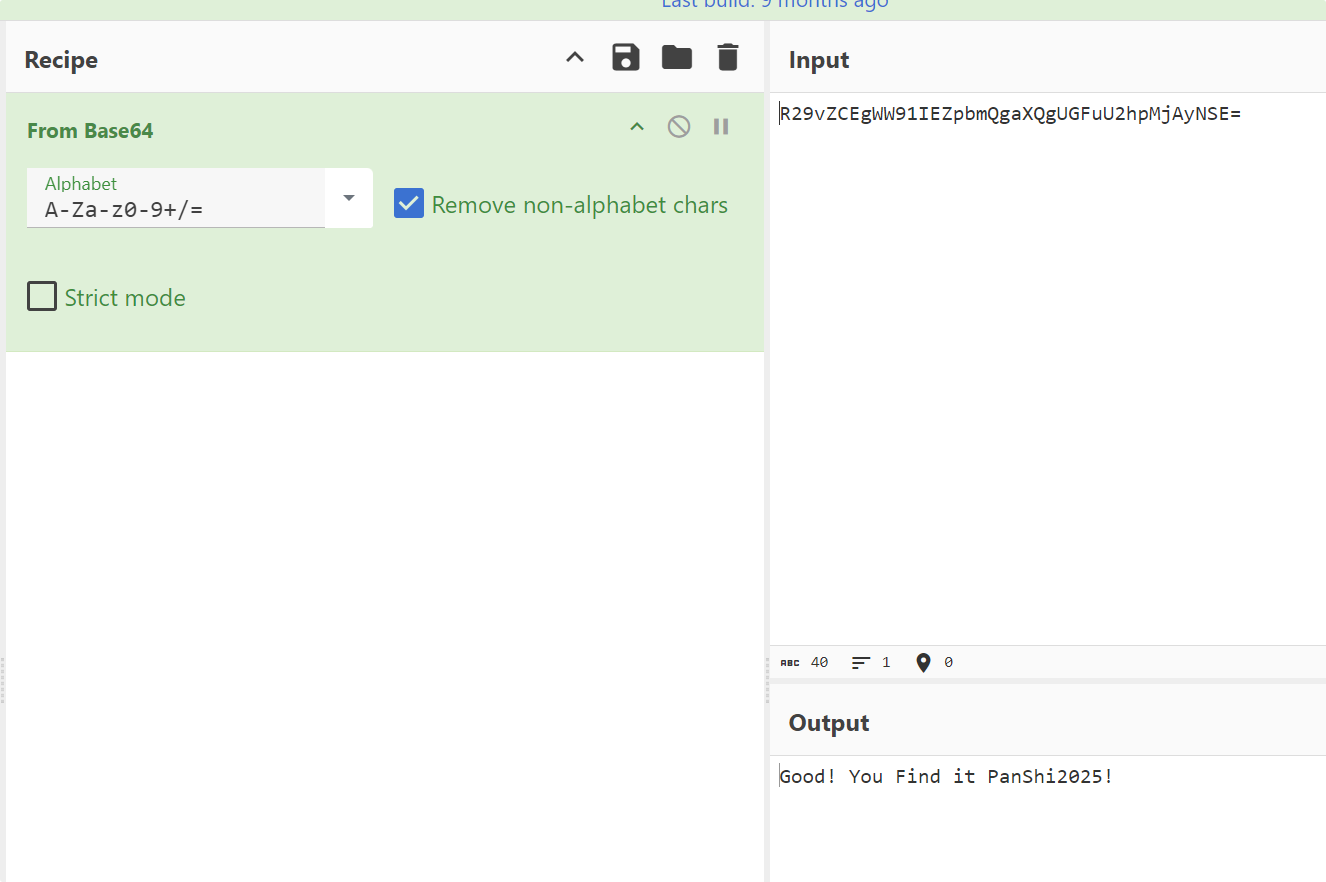 Last build: 9 months ago
Recipe
From Base64
Alphabet
A-Za-z0-9+/=
Remove non-alphabet chars
Strict mode
Input
R29vZCEgWW91IEZpbmQgaXQgUGFuU2hpMjAyNSE=
ABC 40 1 0
Output
Good! You Find it PanShi2025!